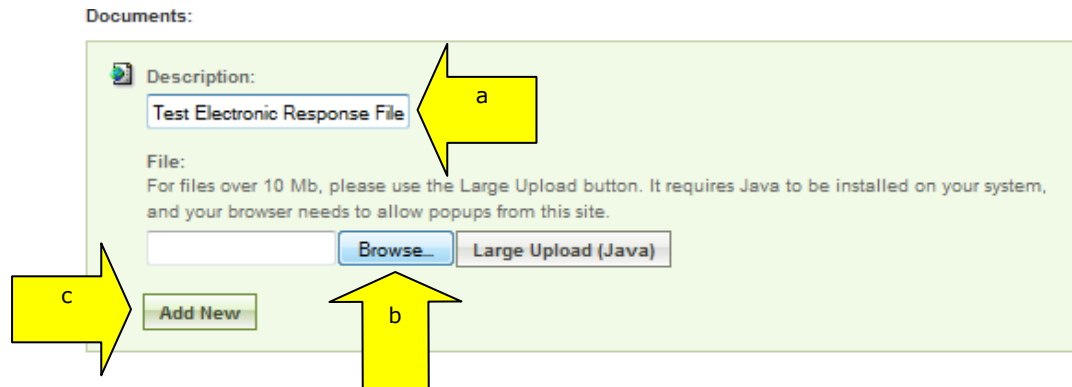 Documents:
Description:
a
Test Electronic Response File
File:
For files over 10 Mb, please use the Large Upload button. It requires Java to be installed on your system,
and your browser needs to allow popups from this site.
Browse... Large Upload (Java)
c
Add New
b